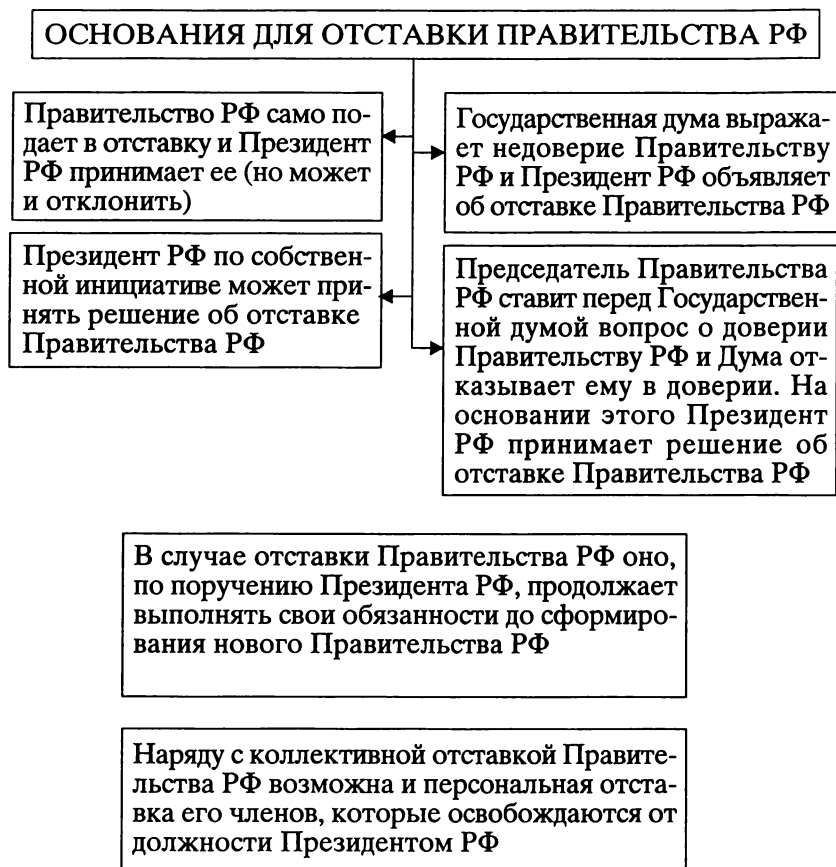 ОСНОВАНИЯ ДЛЯ ОТСТАВКИ ПРАВИТЕЛЬСТВА РФ
Правительство РФ само по-
дает в отставку и Президент
РФ принимает ее (но может
и отклонить)
Государственная дума выража-
ет недоверие Правительству
РФ и Президент РФ объявляет
об отставке Правительства РФ
Президент РФ по собствен-
ной инициативе может при-
нять решение об отставке
Правительства РФ
Председатель Правительства
РФ ставит перед Государствен-
ной думой вопрос о доверии
Правительству РФ и Дума от-
казывает ему в доверии. На
основании этого Президент
РФ принимает решение об
отставке Правительства РФ
В случае отставки Правительства РФ оно,
по поручению Президента РФ, продолжает
выполнять свои обязанности до сформиро-
вания нового Правительства РФ
Наряду с коллективной отставкой Правите-
льства РФ возможна и персональная отста-
вка его членов, которые освобождаются от
должности Президентом РФ